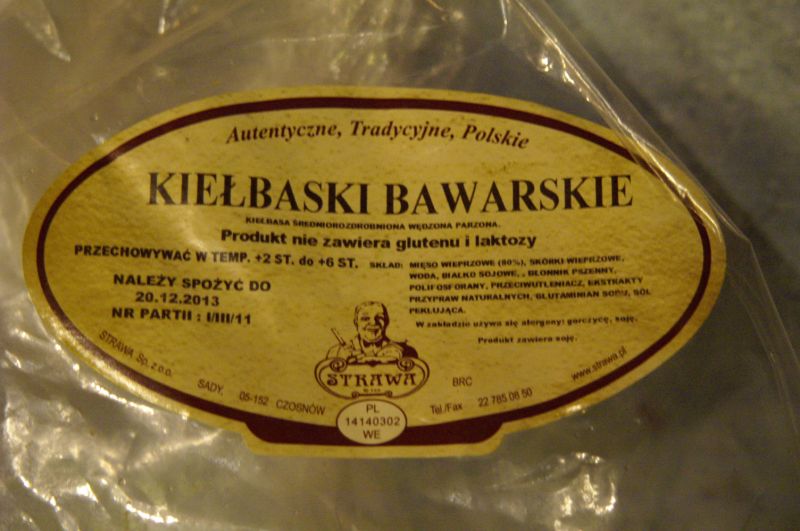 Autentyczne, Tradycyjne, Polskie
KIEŁBASKI BAWARSKIE
KIEŁBASA ŚREDNIOROZDROBNIONA WĘDZONA PARZONA.
Produkt nie zawiera glutenu i laktozy
PRZECHOWYWAĆ W TEMP. +2 ST. do +6 ST.
NALEŻY SPOŻYĆ DO
20.12.2013
NR PARTII : I/III/11
SKŁAD: MIĘSO WIEPRZOWE (80%), SKÓRKI WIEPRZOWE,
WODA, BIAŁKO SOJOWE, , BŁONNIK PSZENNY,
POLIFOSFORANY, PRZECIWUTLENIACZ, EKSTRAKTY
PRZYPRAW NATURALNYCH, GLUTAMINIAN SODU, SÓL
PEKLUJĄCA.
W zakładzie używa się alergeny: gorczycę, soję.
Produkt zawiera soję.
STRAWA
STRAWA Sp. z o.o. SADY, 05-152 CZOSNÓW
BRC
Tel./Fax 22 785 08 50
www.strawa.pl
PL
14140302
WE